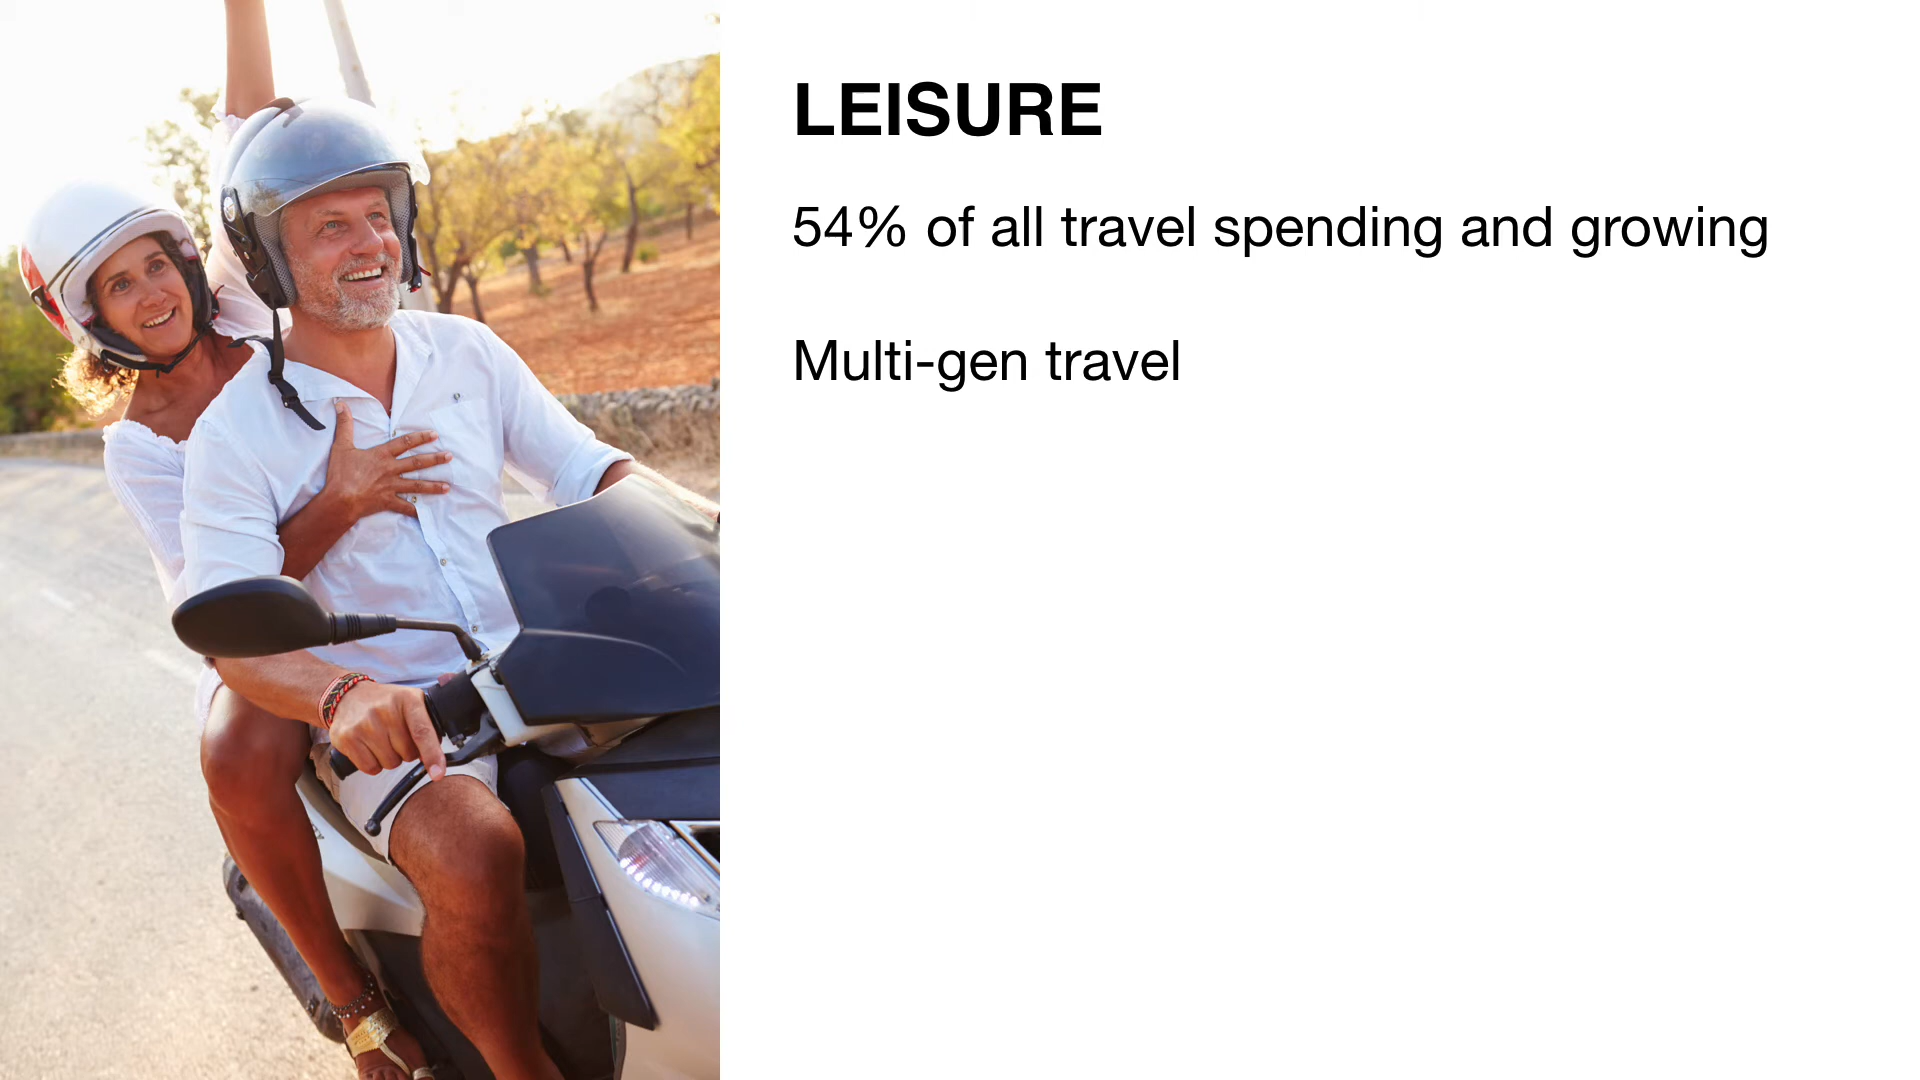 LEISURE
54% of all travel spending and growing
Multi-gen travel